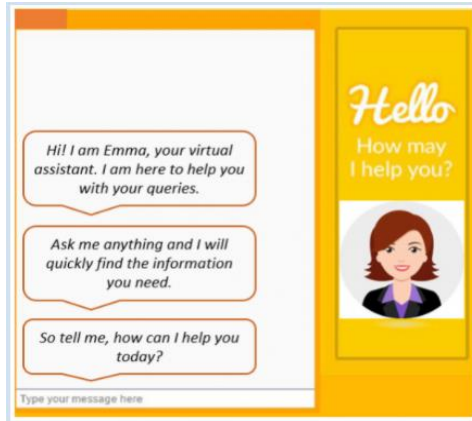 Hi! I am Emma, your virtual
assistant. I am here to help you
with your queries.
Ask me anything and I will
quickly find the information
you need.
So tell me, how can I help you
today?
Type your message here
Hello
How may
I help you?